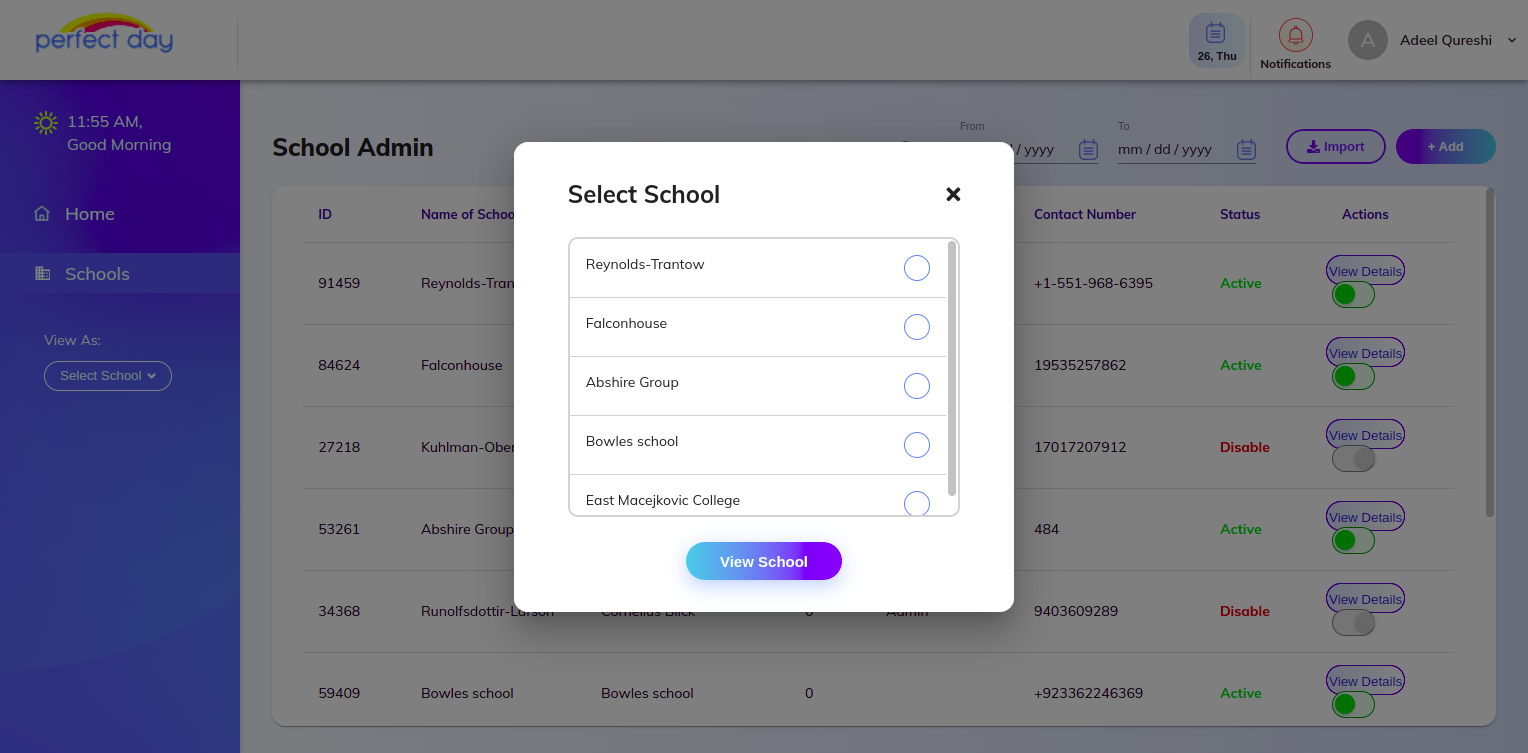 perfect day
26, Thu
Notifications
A
Adeel Qureshi
11:55 AM,
Good Morning
Home
Schools
View As:
Select School
School Admin
From
/ yyyy
To
mm / dd / yyyy
Import
+ Add
ID
Name of Schoo
Contact Number
Status
Actions
91459
Reynolds-Tran
+1-551-968-6395
Active
View Details
84624
Falconhouse
19535257862
Active
View Details
27218
Kuhlman-Ober
17017207912
Disable
View Details
53261
Abshire Group
484
Active
View Details
34368
Runolfsdottir-Larson
Cornelius Blick
0
Admin
9403609289
Disable
View Details
59409
Bowles school
Bowles school
0
+923362246369
Active
View Details
Select School
Reynolds-Trantow
Falconhouse
Abshire Group
Bowles school
East Macejkovic College
View School